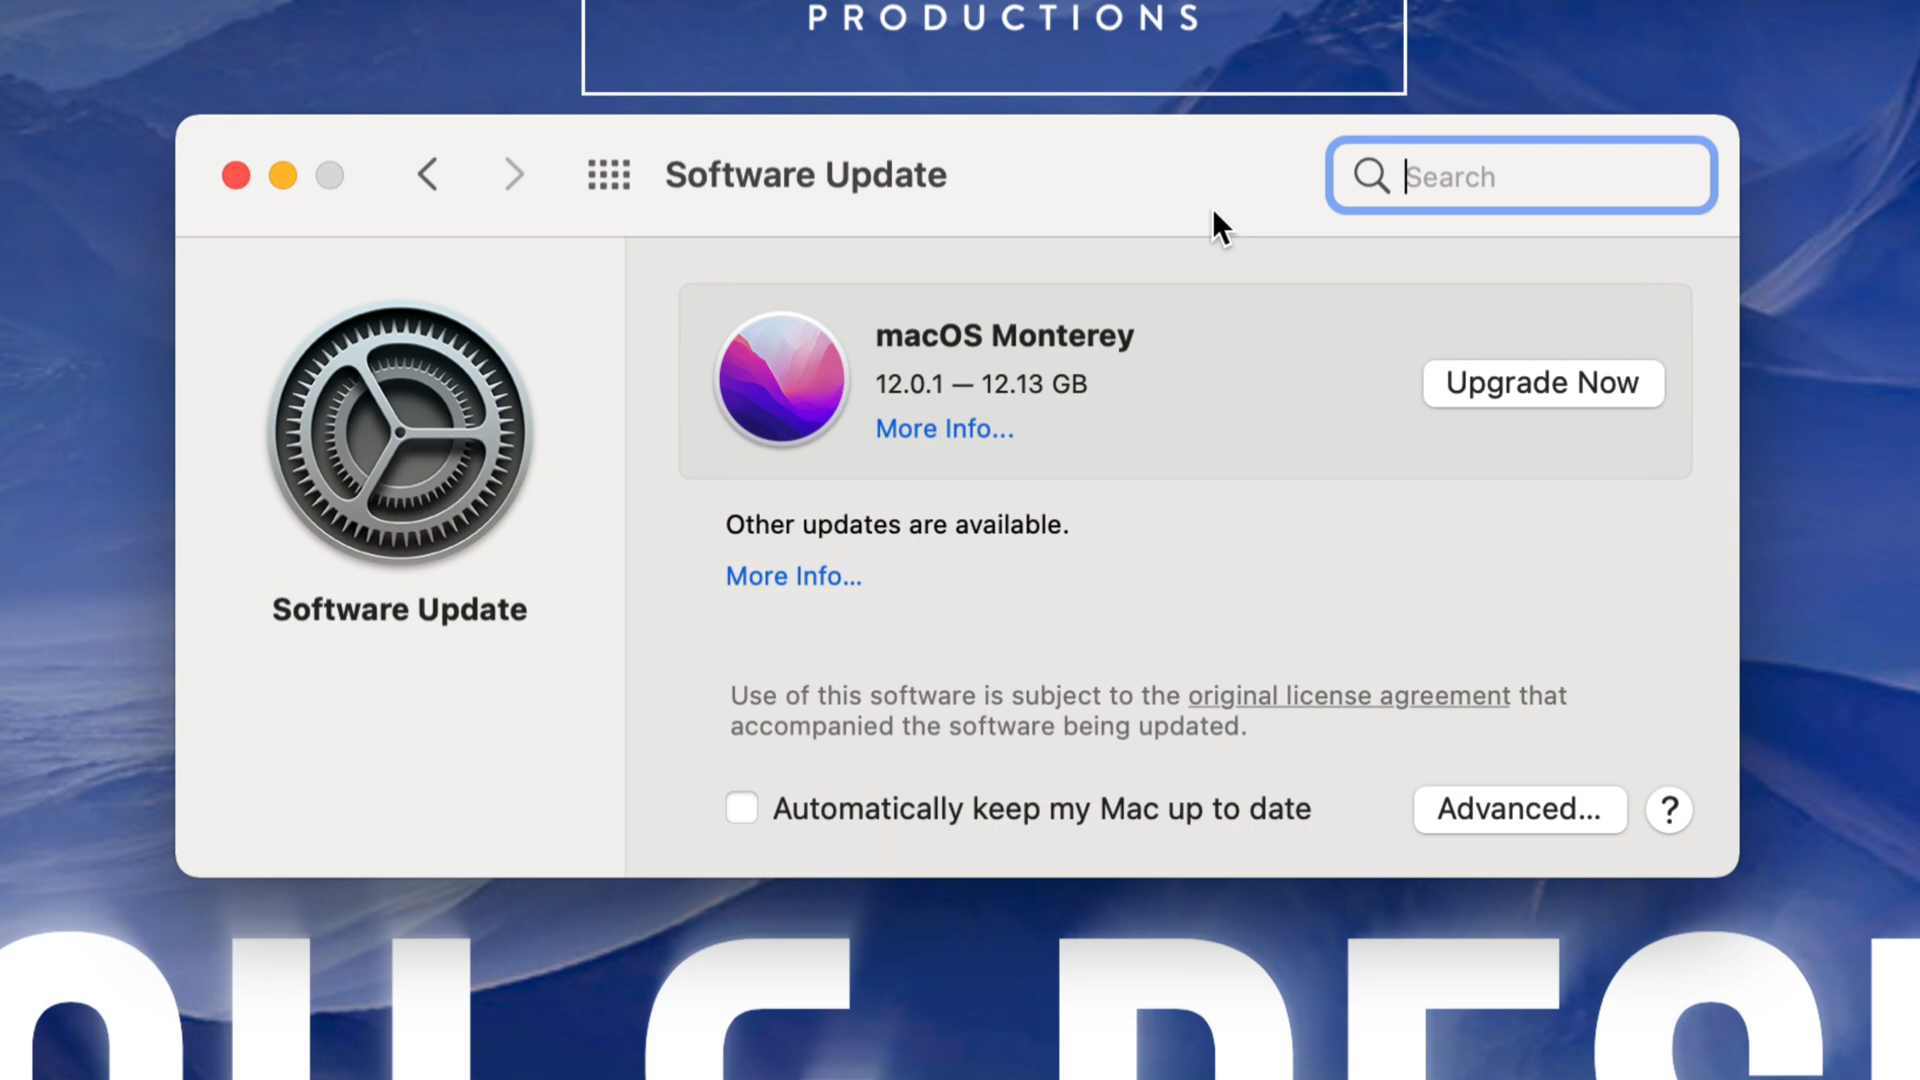 PRODUCTIONS
Software Update
Search
macOS Monterey
12.0.1 — 12.13 GB
More Info...
Upgrade Now
Other updates are available.
More Info...
Software Update
Use of this software is subject to the original license agreement that
accompanied the software being updated.
Automatically keep my Mac up to date
Advanced...
?